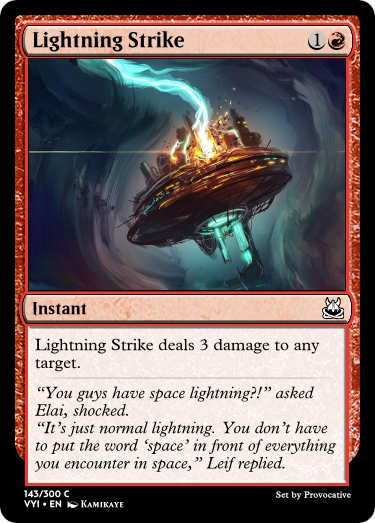 Lightning Strike 1
Instant
Lightning Strike deals 3 damage to any
target.
“You guys have space lightning?!” asked
Elai, shocked.
“It’s just normal lightning. You don’t have
to put the word ‘space’ in front of everything
you encounter in space,” Leif replied.
143/300 C
VYI • EN Kamikaye
Set by Provocative